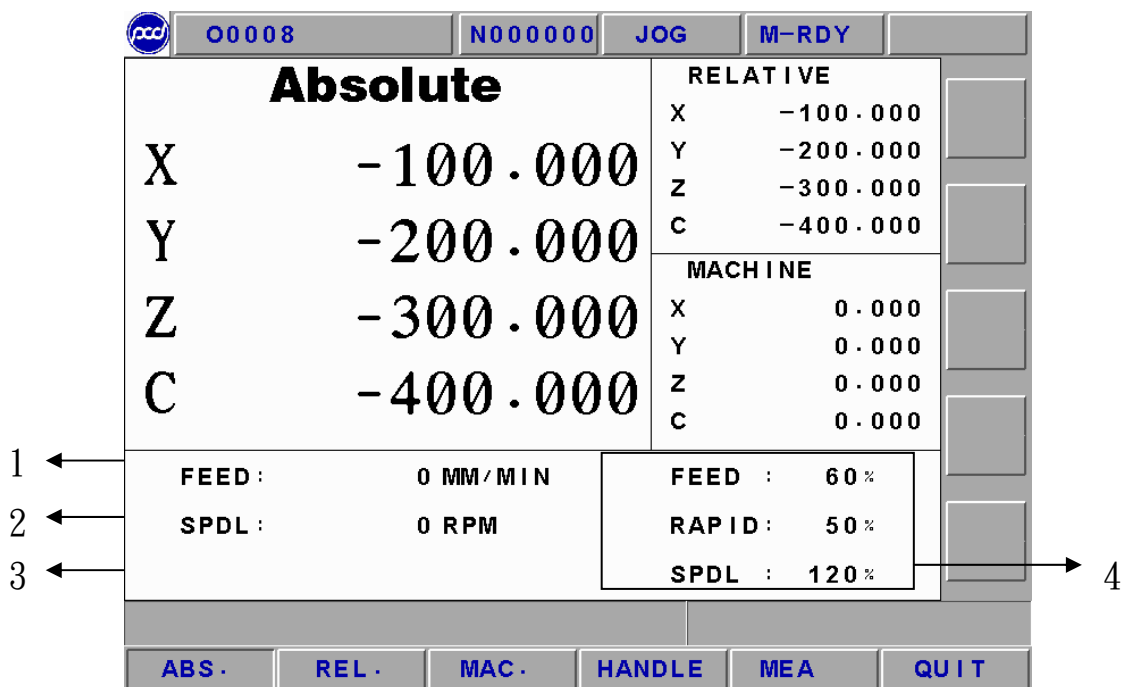 pcd O0008 N000000 JOG M-RDY
Absolute
X -100.000
Y -200.000
Z -300.000
C -400.000
RELATIVE
X -100.000
Y -200.000
Z -300.000
C -400.000
MACHINE
X 0.000
Y 0.000
Z 0.000
C 0.000
1
FEED: 0 MM/MIN
2
SPDL: 0 RPM
3
FEED : 60%
RAPID: 50%
SPDL : 120%
4
ABS. REL. MAC. HANDLE MEA QUIT